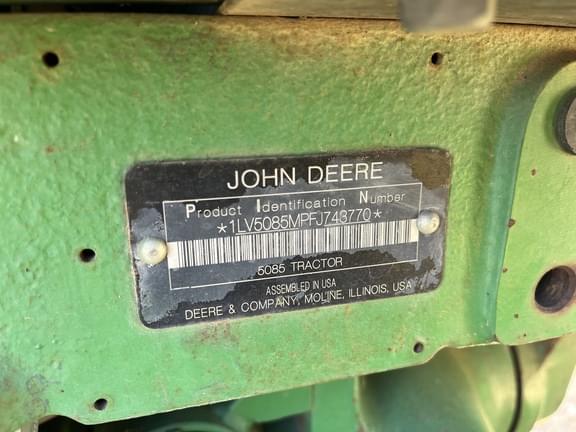 JOHN DEERE
Product Identification Number
*1LV5085MPFJ743770*
5085 TRACTOR
ASSEMBLED IN USA
DEERE & COMPANY, MOLINE, ILLINOIS, USA